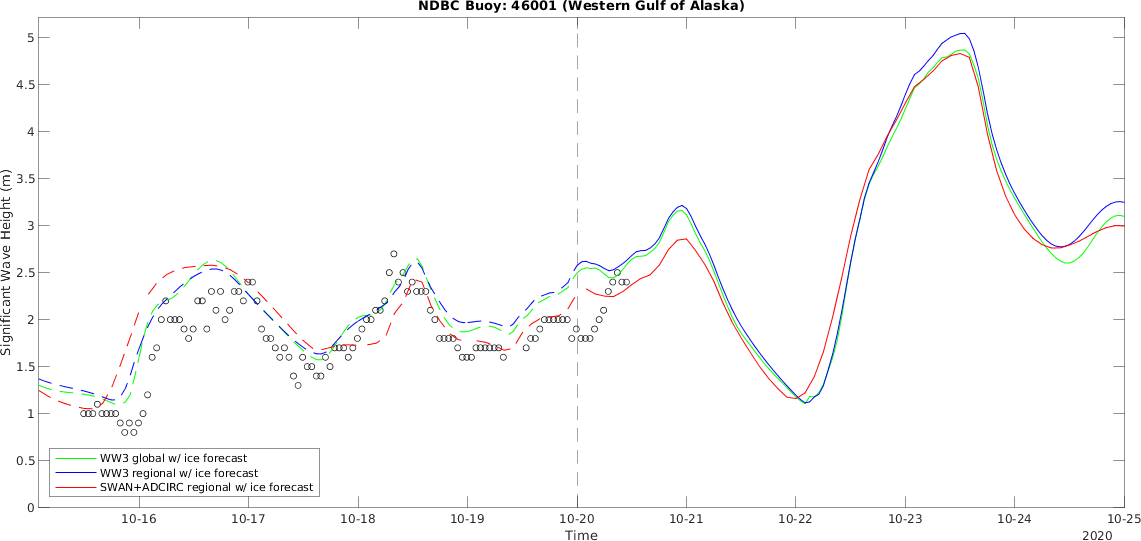 NDBC Buoy: 46001 (Western Gulf of Alaska)
Significant Wave Height (m)
5
4.5
4
3.5
3
2.5
2
1.5
1
0.5
0
WW3 global w/ ice forecast
WW3 regional w/ ice forecast
SWAN+ADCIRC regional w/ ice forecast
10-16 10-17 10-18 10-19 10-20 10-21 10-22 10-23 10-24 10-25
Time
2020